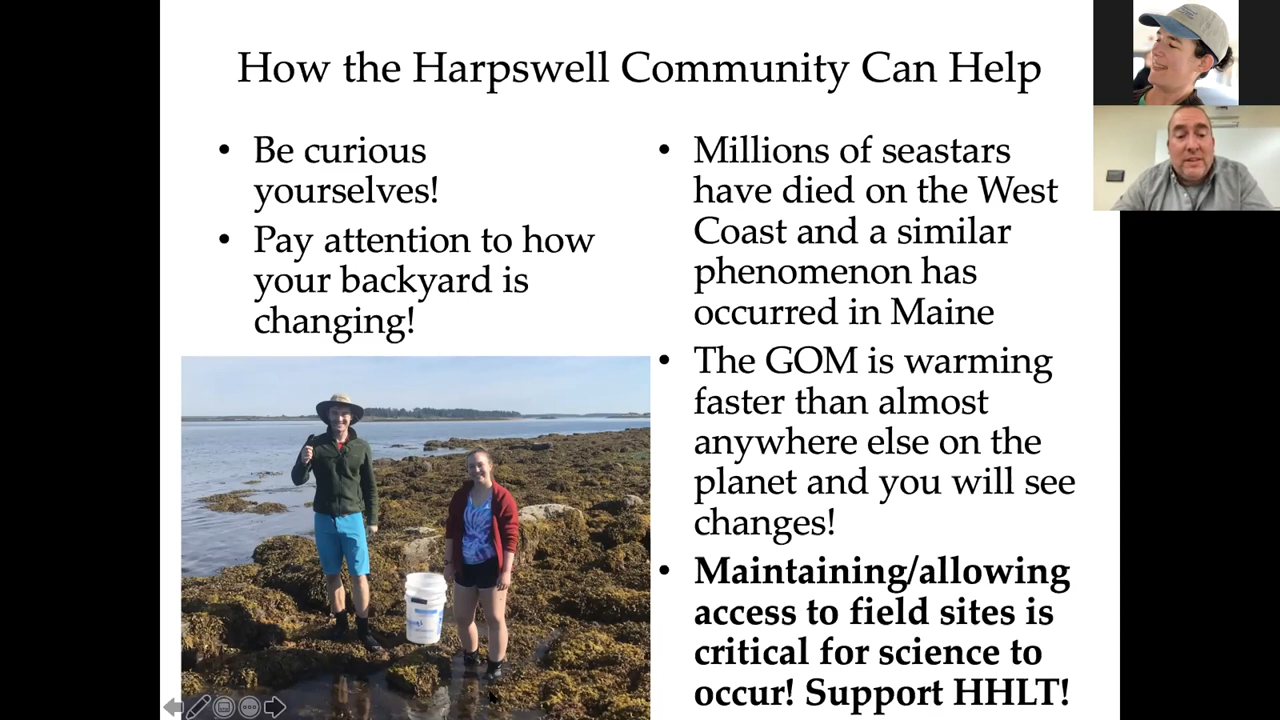 How the Harpswell Community Can Help
• Be curious
yourselves!
• Pay attention to how
your backyard is
changing!
• Millions of seastars
have died on the West
Coast and a similar
phenomenon has
occurred in Maine
• The GOM is warming
faster than almost
anywhere else on the
planet and you will see
changes!
• Maintaining/allowing
access to field sites is
critical for science to
occur! Support HHLT!